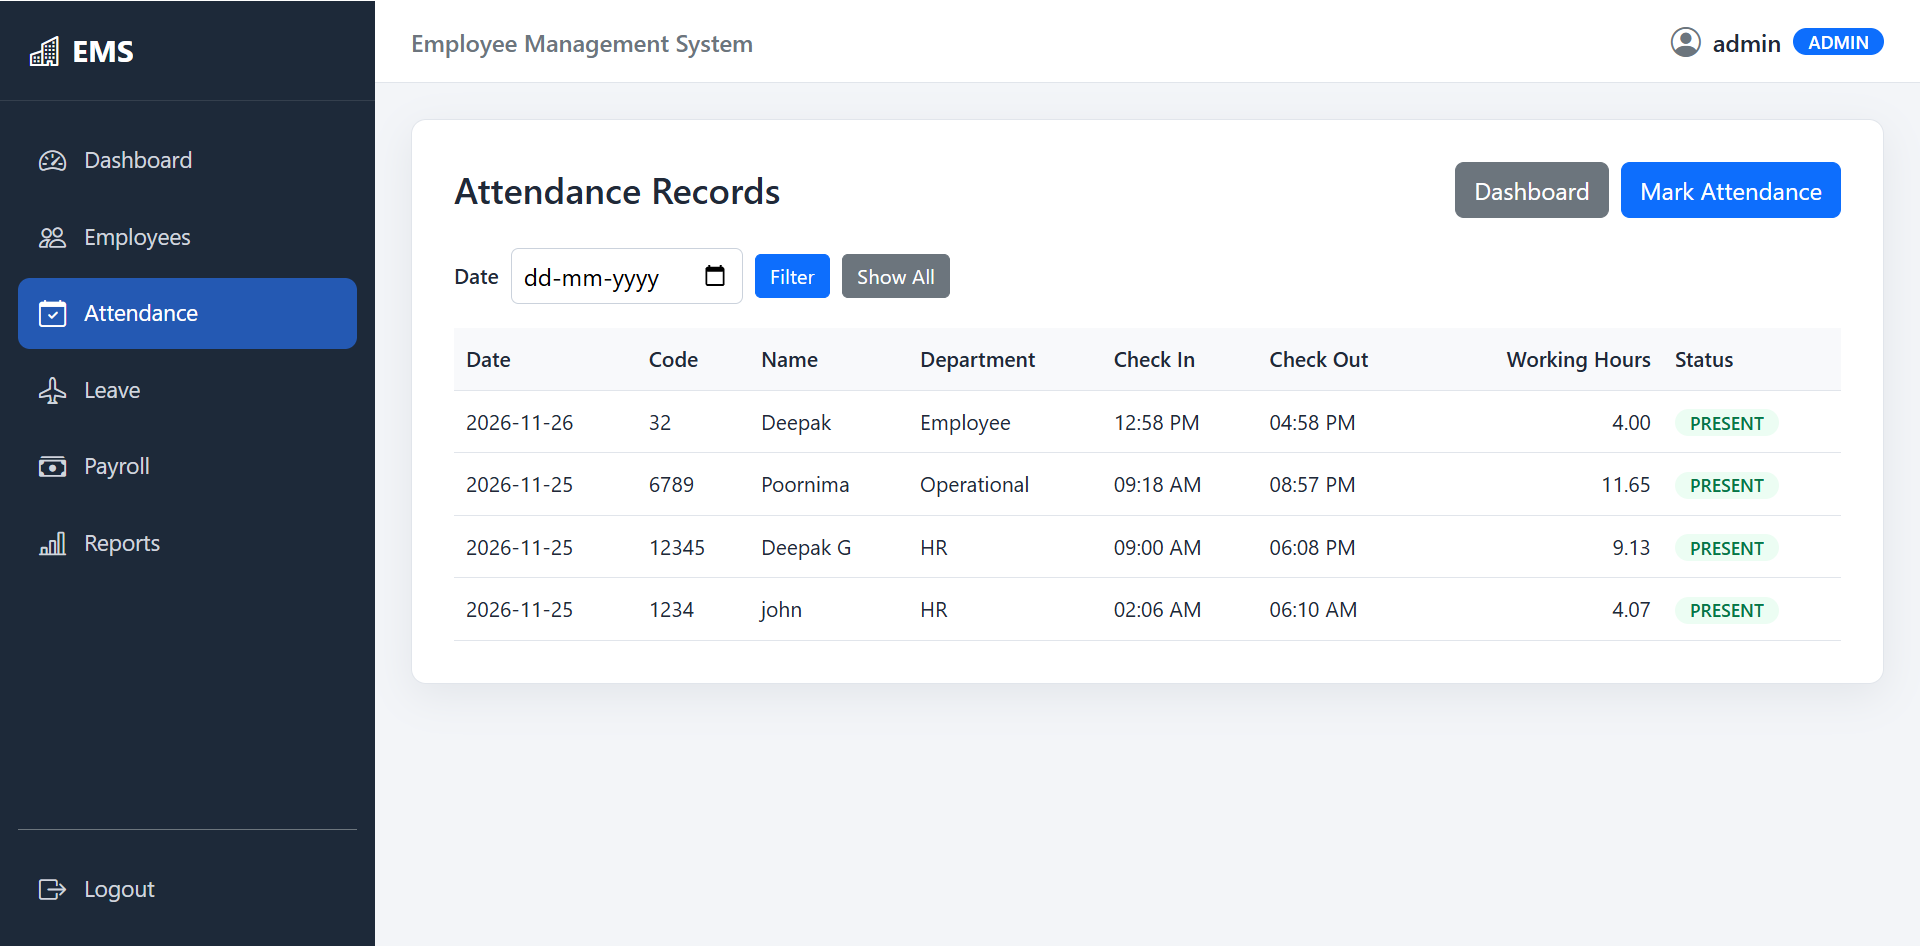 EMS
Employee Management System
admin ADMIN
Dashboard
Employees
Attendance
Leave
Payroll
Reports
Logout
Attendance Records
Dashboard Mark Attendance
Date dd-mm-yyyy Filter Show All
Date Code Name Department Check In Check Out Working Hours Status
2026-11-26 32 Deepak Employee 12:58 PM 04:58 PM 4.00 PRESENT
2026-11-25 6789 Poornima Operational 09:18 AM 08:57 PM 11.65 PRESENT
2026-11-25 12345 Deepak G HR 09:00 AM 06:08 PM 9.13 PRESENT
2026-11-25 1234 john HR 02:06 AM 06:10 AM 4.07 PRESENT